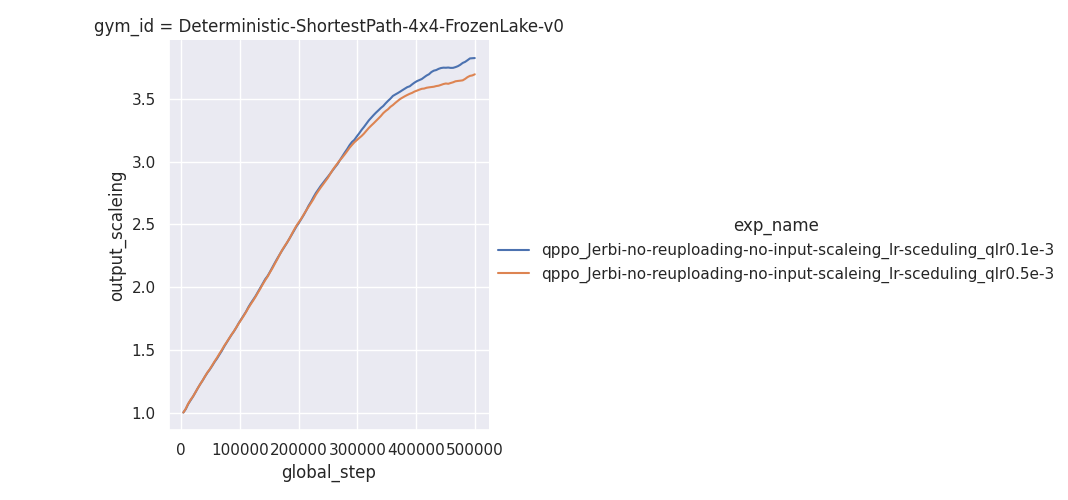 gym_id = Deterministic-ShortestPath-4x4-FrozenLake-v0
3.5
3.0
2.5
2.0
1.5
1.0
output_scaleing
0 100000 200000 300000 400000 500000
global_step
exp_name
qppo_Jerbi-no-reuploading-no-input-scaleing_lr-sceduling_qlr0.1e-3
qppo_Jerbi-no-reuploading-no-input-scaleing_lr-sceduling_qlr0.5e-3